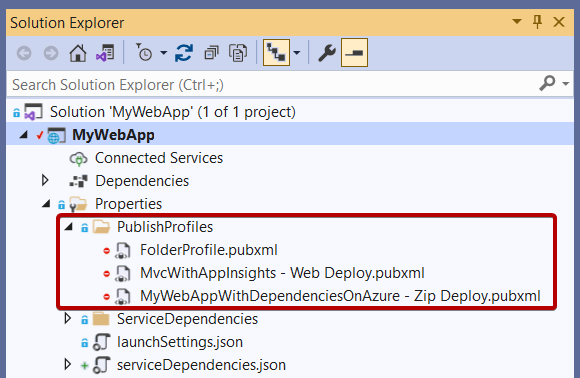 Solution Explorer
Search Solution Explorer (Ctrl+;)
Solution 'MyWebApp' (1 of 1 project)
MyWebApp
Connected Services
Dependencies
Properties
PublishProfiles
FolderProfile.pubxml
MvcWithAppInsights - Web Deploy.pubxml
MyWebAppWithDependenciesOnAzure - Zip Deploy.pubxml
ServiceDependencies
launchSettings.json
serviceDependencies.json